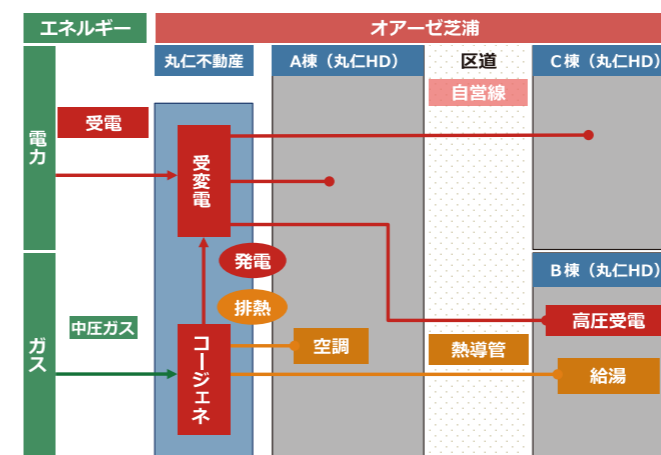 エネルギー
オアーゼ芝浦
丸仁不動産
A棟（丸仁HD）
区道
C棟（丸仁HD）
自営線
電力
受電
受変電
発電
排熱
B棟（丸仁HD）
高圧受電
ガス
中圧ガス
コージェネ
空調
熱導管
給湯